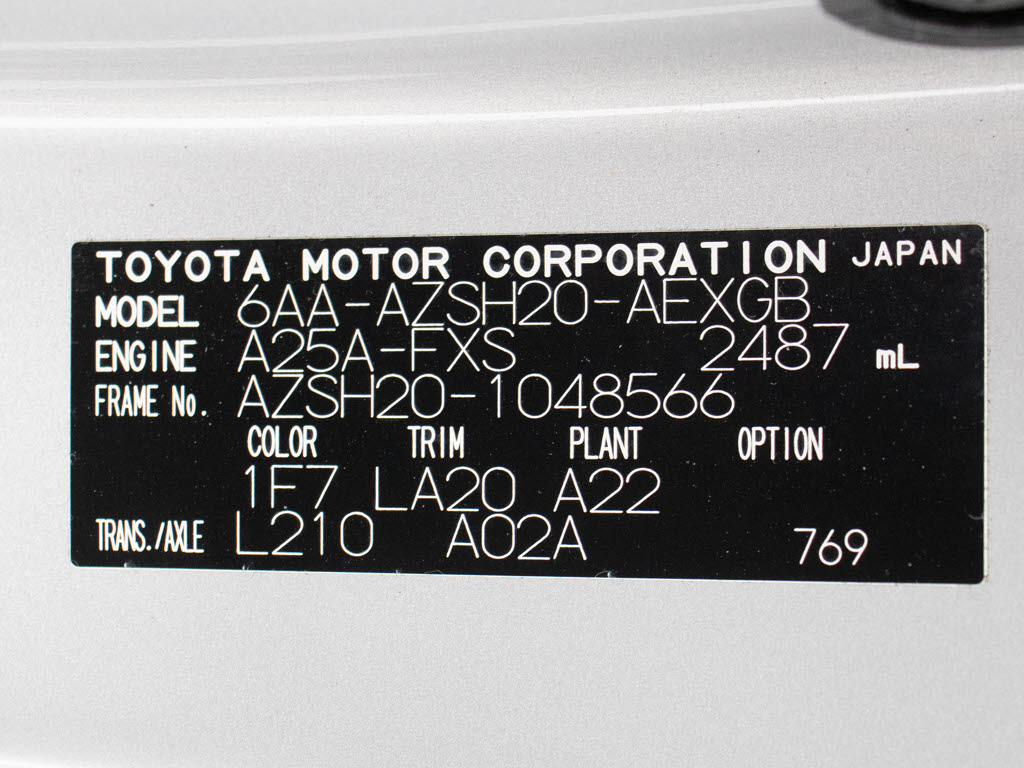 TOYOTA MOTOR CORPORATION JAPAN
MODEL 6AA-AZSH20-AEXGB
ENGINE A25A-FXS 2487 mL
FRAME No. AZSH20-1048566
COLOR TRIM PLANT OPTION
1F7 LA20 A22
TRANS./AXLE L210 A02A 769